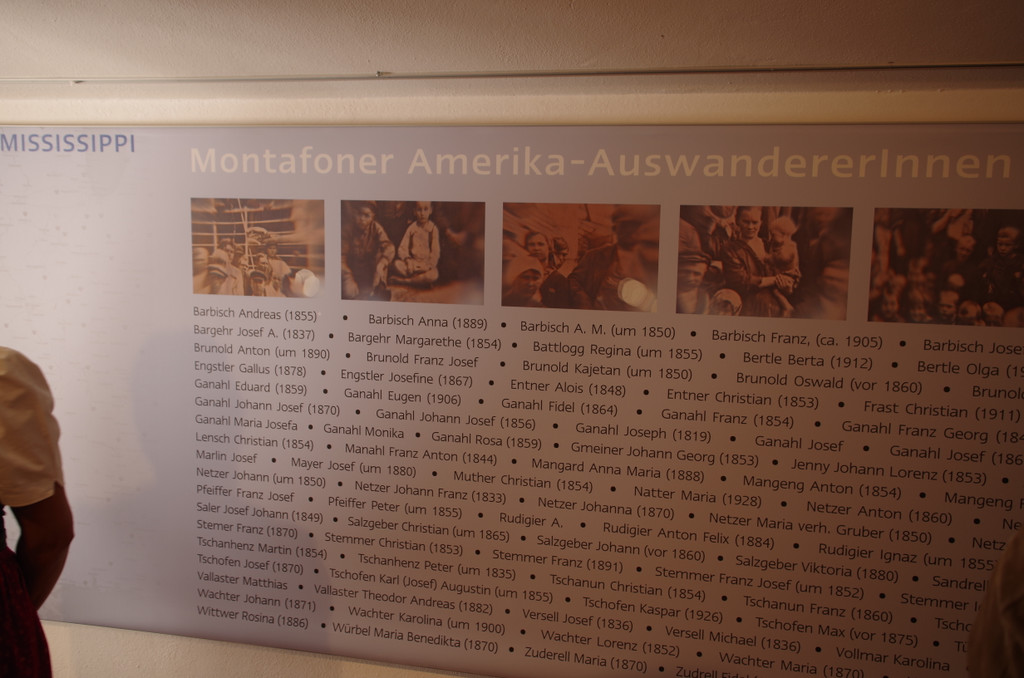 MISSISSIPPI
Montafoner Amerika-AuswandererInnen
Barbisch Andreas (1855) • Barbisch Anna (1889) • Barbisch A. M. (um 1850) • Barbisch Franz, (ca. 1905) • Barbisch
Bargehr Josef A. (1837) • Bargehr Margarethe (1854) • Battlogg Regina (um 1855) • Bertle Berta (1912) • Bertle Olga
Brunold Anton (um 1890) • Brunold Franz Josef • Brunold Kajetan (um 1850) • Brunold Oswald (vor 1860) •
Engstler Gallus (1878) • Engstler Josefine (1867) • Entner Alois (1848) • Entner Christian (1853) • Frast Christian (1911)
Ganahl Eduard (1859) • Ganahl Eugen (1906) • Ganahl Fidel (1864) • Ganahl Franz (1854) • Ganahl Franz Georg
Ganahl Johann Josef (1870) • Ganahl Johann Josef (1856) • Ganahl Joseph (1819) • Ganahl Josef • Ganahl Josef
Ganahl Maria Josefa • Ganahl Monika • Ganahl Rosa (1859) • Gmeiner Johann Georg (1853) • Jenny Johann Lorenz (1853) •
Lensch Christian (1854) • Manahl Franz Anton (1844) • Mangard Anna Maria (1888) • Mangeng Anton (1854) • Mangeng
Marlin Josef • Mayer Josef (um 1880) • Muther Christian (1854) • Natter Maria (1928) • Netzer Anton (1860) •
Netzer Johann (um 1850) • Netzer Johann Franz (1833) • Netzer Johanna (1870) • Netzer Maria verh. Gruber (1850) •
Pfeiffer Franz Josef • Pfeiffer Peter (um 1855) • Rudigier A. • Rudigier Anton Felix (1884) • Rudigier Ignaz (um 1855)
Saler Josef Johann (1849) • Salzgeber Christian (um 1865) • Salzgeber Johann (vor 1860) • Salzgeber Viktoria (1880) •
Stemer Franz (1870) • Stemmer Christian (1853) • Stemmer Franz (1891) • Stemmer Franz Josef (um 1852) • Stemmer
Tschanhenz Martin (1854) • Tschanhenz Peter (um 1835) • Tschanun Christian (1854) • Tschanun Franz (1860) •
Tschofen Josef (1870) • Tschofen Karl (Josef) Augustin (um 1855) • Tschofen Kaspar (1926) • Tschofen Max (vor 1875) •
Vallaster Matthias • Vallaster Theodor Andreas (1882) • Versell Josef (1836) • Versell Michael (1836) • Vollmar Karolina
Wachter Johann (1871) • Wachter Karolina (um 1900) • Wachter Lorenz (1852) • Wachter Maria (1870) •
Wittwer Rosina (1886) • Würbel Maria Benedikta (1870) • Zuderell Maria (1870) •